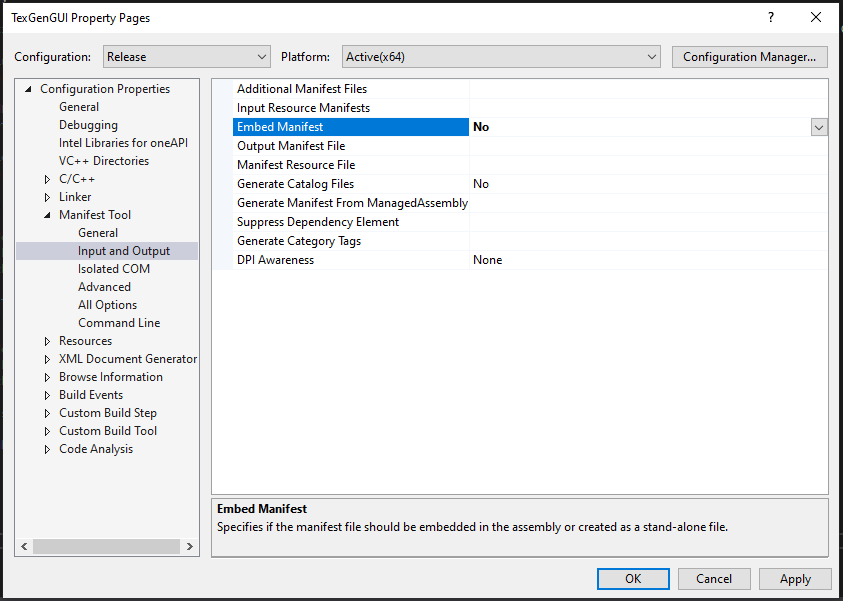 TexGenGUI Property Pages
Configuration: Release Platform: Active(x64) Configuration Manager...
Configuration Properties
General
Debugging
Intel Libraries for oneAPI
VC++ Directories
C/C++
Linker
Manifest Tool
General
Input and Output
Isolated COM
Advanced
All Options
Command Line
Resources
XML Document Generator
Browse Information
Build Events
Custom Build Step
Custom Build Tool
Code Analysis
Additional Manifest Files
Input Resource Manifests
Embed Manifest No
Output Manifest File
Manifest Resource File
Generate Catalog Files No
Generate Manifest From ManagedAssembly
Suppress Dependency Element
Generate Category Tags
DPI Awareness None
Embed Manifest
Specifies if the manifest file should be embedded in the assembly or created as a stand-alone file.
OK Cancel Apply